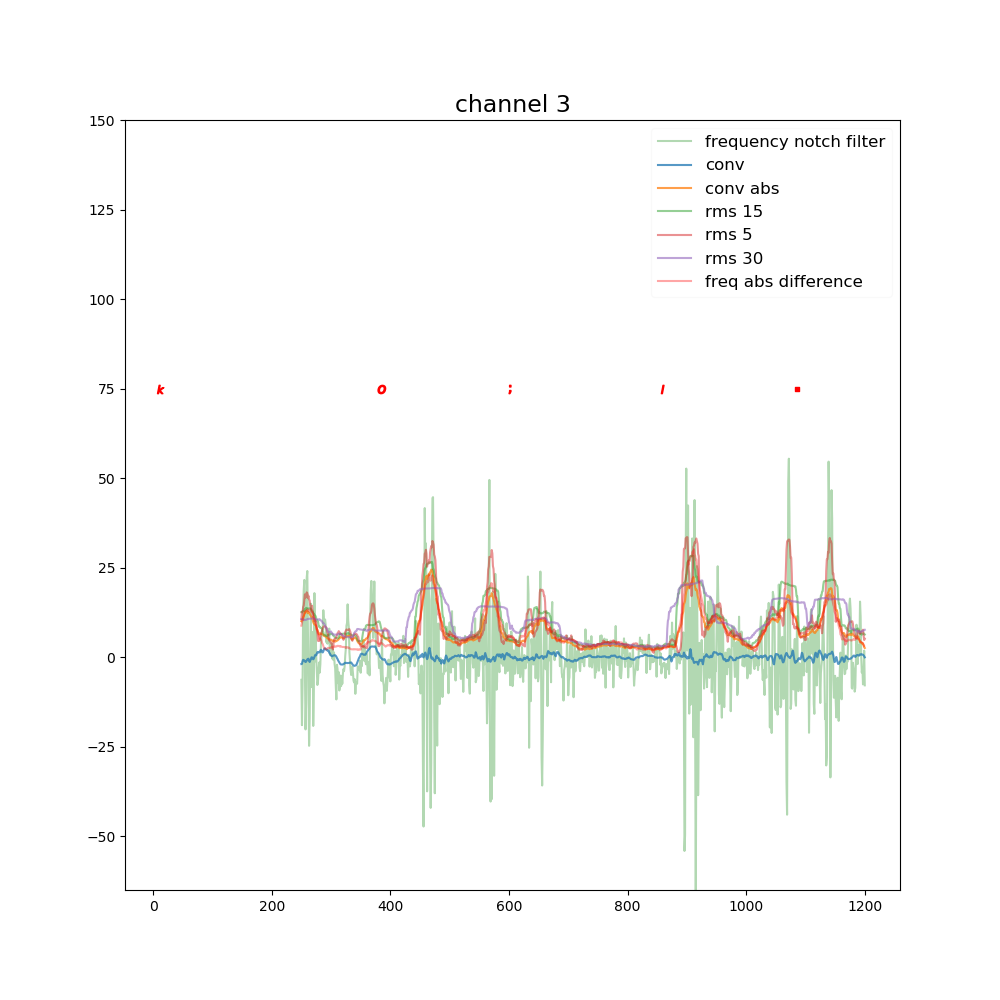 channel 3
150
frequency notch filter
conv
conv abs
rms 15
rms 5
rms 30
freq abs difference
125
100
75
k o ; l .
50
25
0
−25
−50
0 200 400 600 800 1000 1200